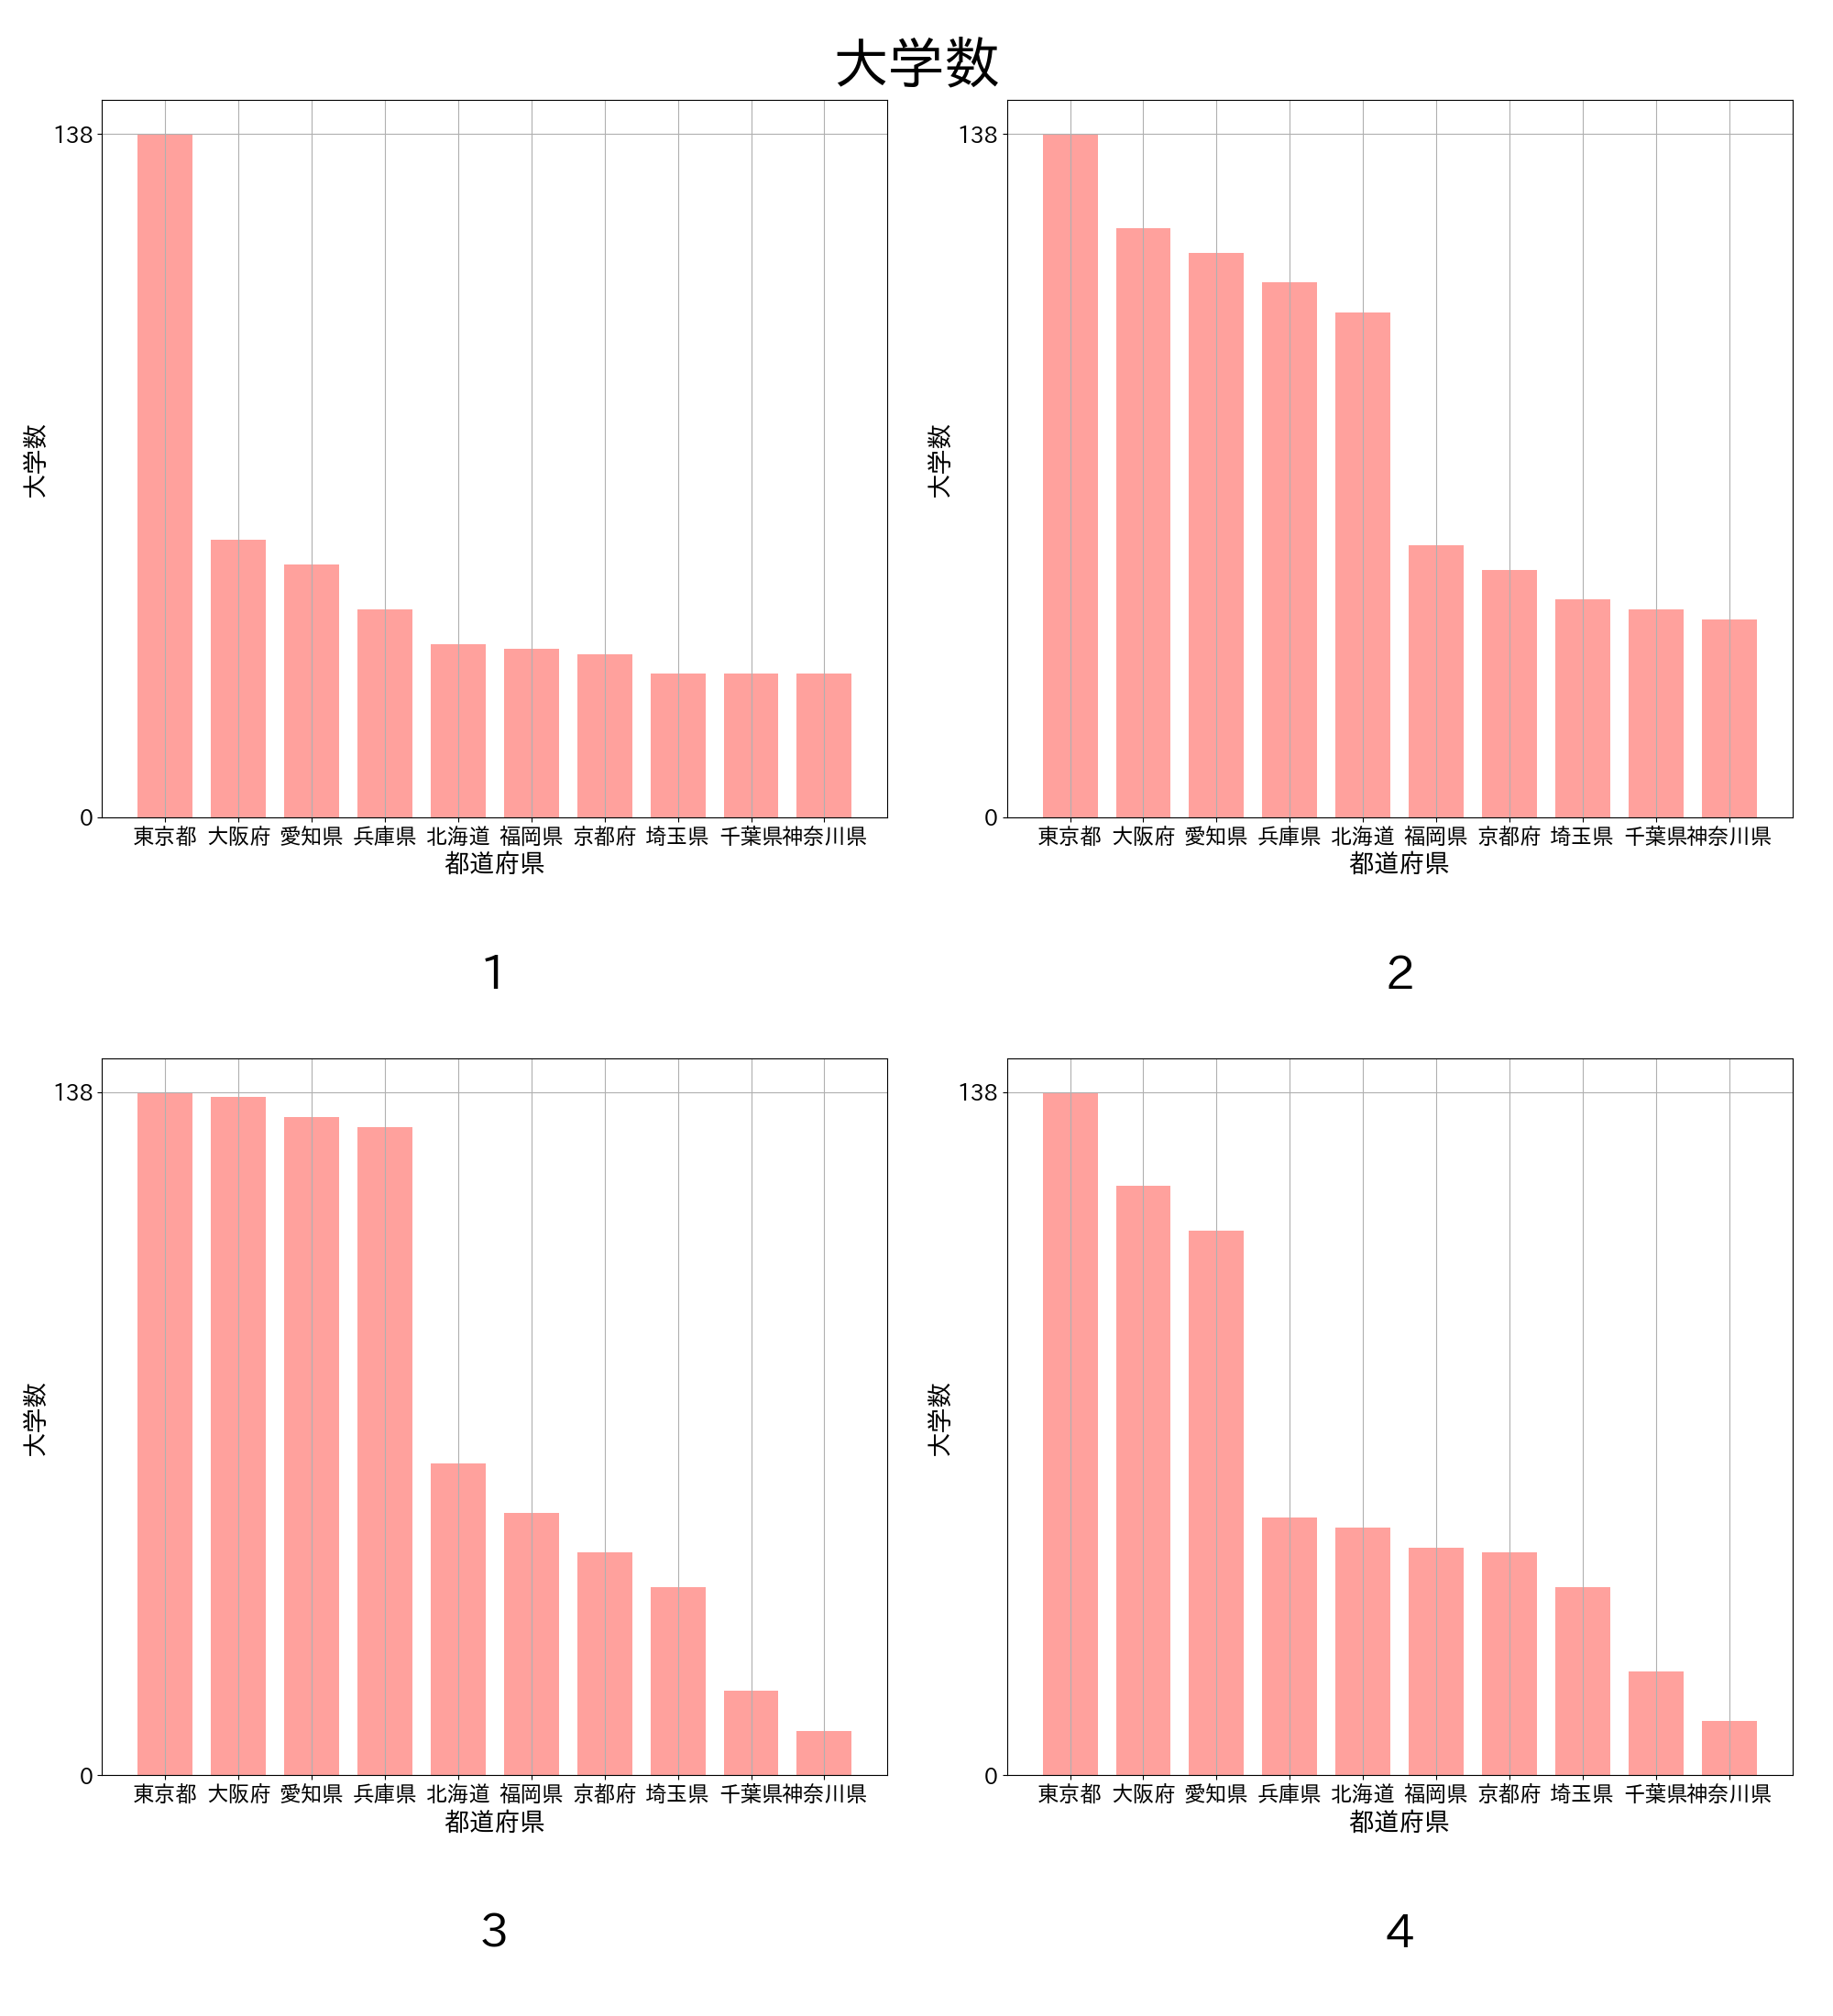 大学数
138
0
大学数
東京都 大阪府 愛知県 兵庫県 北海道 福岡県 京都府 埼玉県 千葉県 神奈川県
都道府県
1
138
0
大学数
東京都 大阪府 愛知県 兵庫県 北海道 福岡県 京都府 埼玉県 千葉県 神奈川県
都道府県
2
138
0
大学数
東京都 大阪府 愛知県 兵庫県 北海道 福岡県 京都府 埼玉県 千葉県 神奈川県
都道府県
3
138
0
大学数
東京都 大阪府 愛知県 兵庫県 北海道 福岡県 京都府 埼玉県 千葉県 神奈川県
都道府県
4